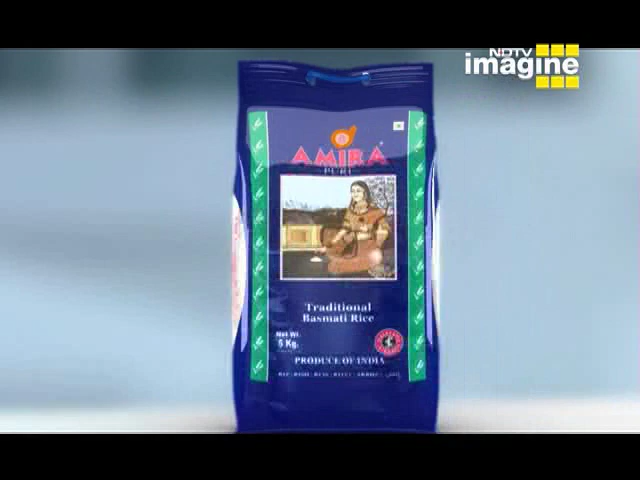 NDTV
imagine
AMIRA
PURE
Traditional
Basmati Rice
Net Wt.
5 Kg.
PRODUCE OF INDIA